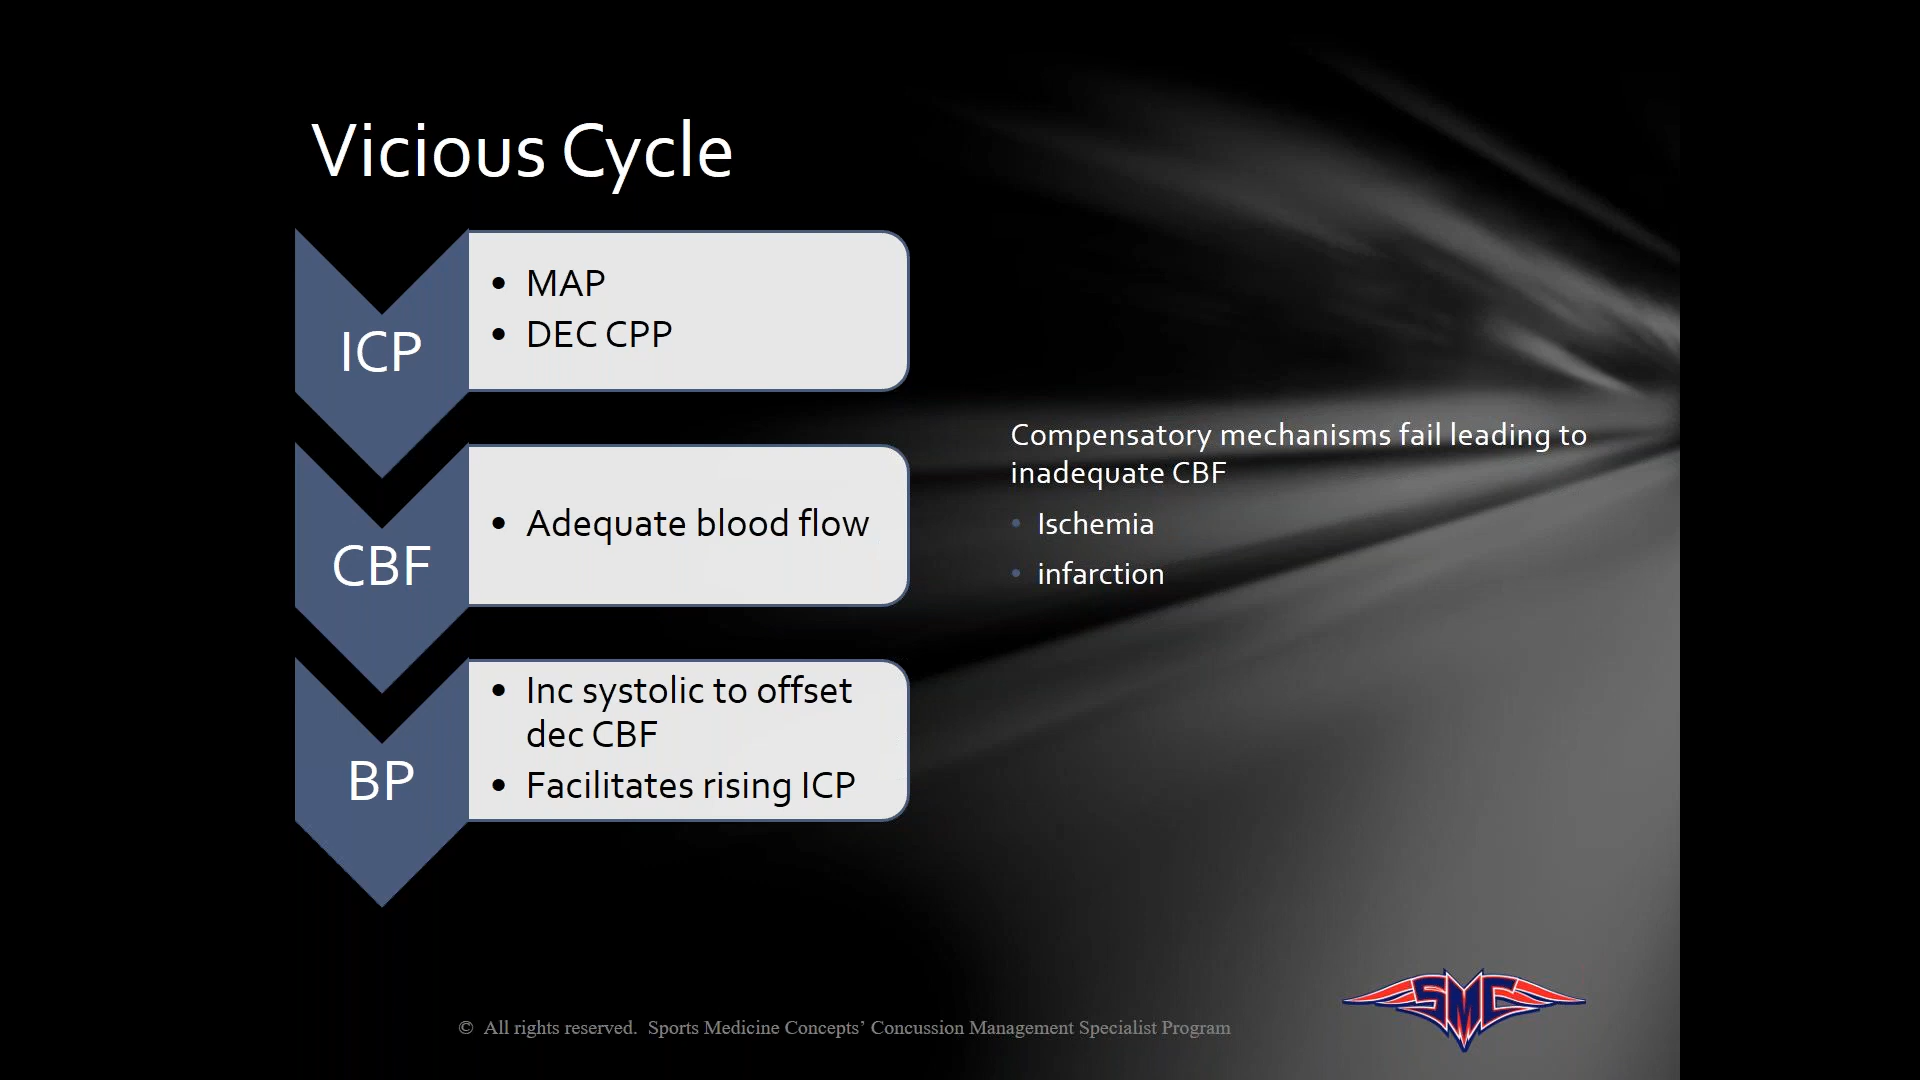 Vicious Cycle
ICP
• MAP
• DEC CPP
CBF
• Adequate blood flow
BP
• Inc systolic to offset
dec CBF
• Facilitates rising ICP
Compensatory mechanisms fail leading to
inadequate CBF
• Ischemia
• infarction
© All rights reserved. Sports Medicine Concepts’ Concussion Management Specialist Program
SMC